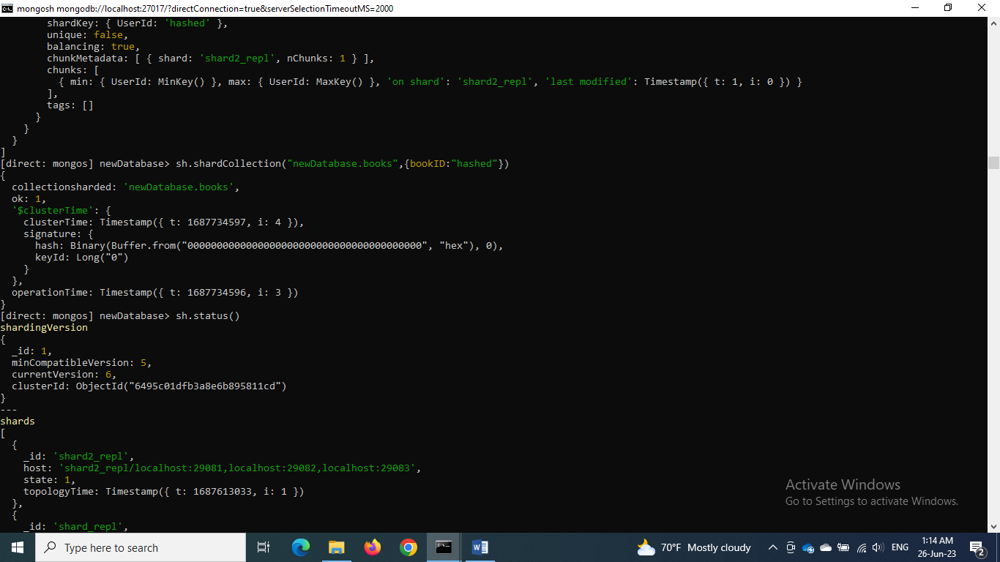 mongosh mongodb://localhost:27017/?directConnection=true&serverSelectionTimeoutMS=2000
shardKey: { UserId: 'hashed' },
unique: false,
balancing: true,
chunkMetadata: [ { shard: 'shard2_repl', nChunks: 1 } ],
chunks: [
{ min: { UserId: MinKey() }, max: { UserId: MaxKey() }, 'on shard': 'shard2_repl', 'last modified': Timestamp({ t: 1, i: 0 }) }
],
tags: []
}
}
}
]
[direct: mongos] newDatabase> sh.shardCollection("newDatabase.books",{bookID:"hashed"})
{
collectionsharded: 'newDatabase.books',
ok: 1,
'$clusterTime': {
clusterTime: Timestamp({ t: 1687734597, i: 4 }),
signature: {
hash: Binary(Buffer.from("0000000000000000000000000000000000000000", "hex"), 0),
keyId: Long("0")
}
},
operationTime: Timestamp({ t: 1687734596, i: 3 })
}
[direct: mongos] newDatabase> sh.status()
shardingVersion
{
_id: 1,
minCompatibleVersion: 5,
currentVersion: 6,
clusterId: ObjectId("6495c01dfb3a8e6b895811cd")
}
---
shards
[
{
_id: 'shard2_repl',
host: 'shard2_repl/localhost:29081,localhost:29082,localhost:29083',
state: 1,
topologyTime: Timestamp({ t: 1687613033, i: 1 })
},
{
_id: 'shard_repl',
Activate Windows
Go to Settings to activate Windows.
Type here to search
70°F Mostly cloudy
ENG
1:14 AM
26-Jun-23
2